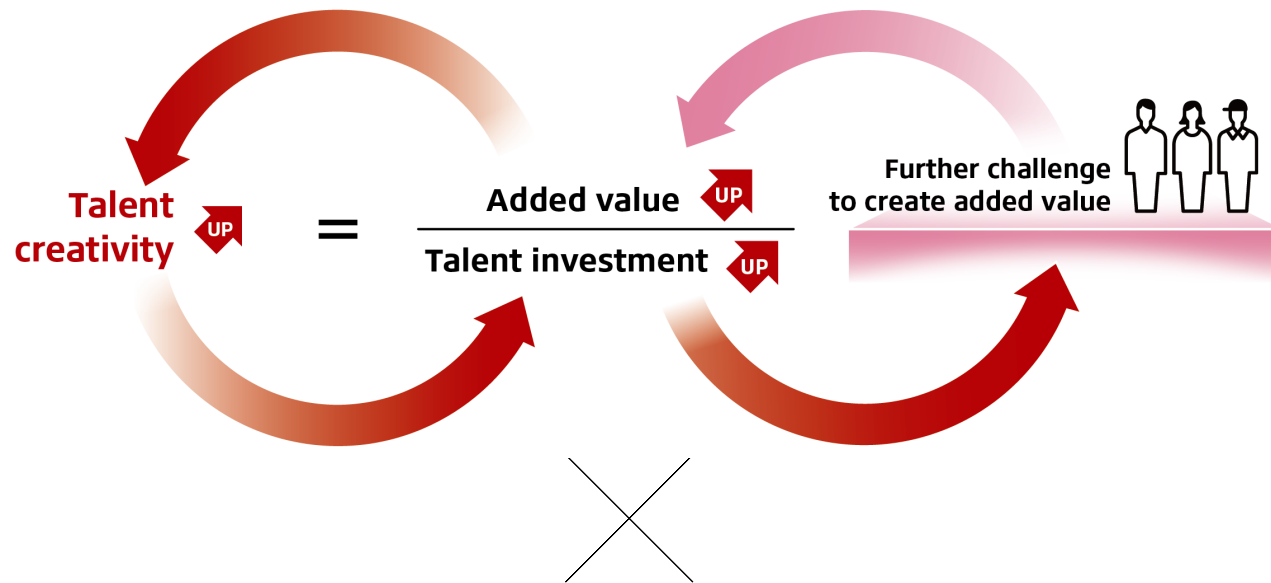 Talent
creativity
UP
=
Added value
UP
Talent investment
UP
Further challenge
to create added value